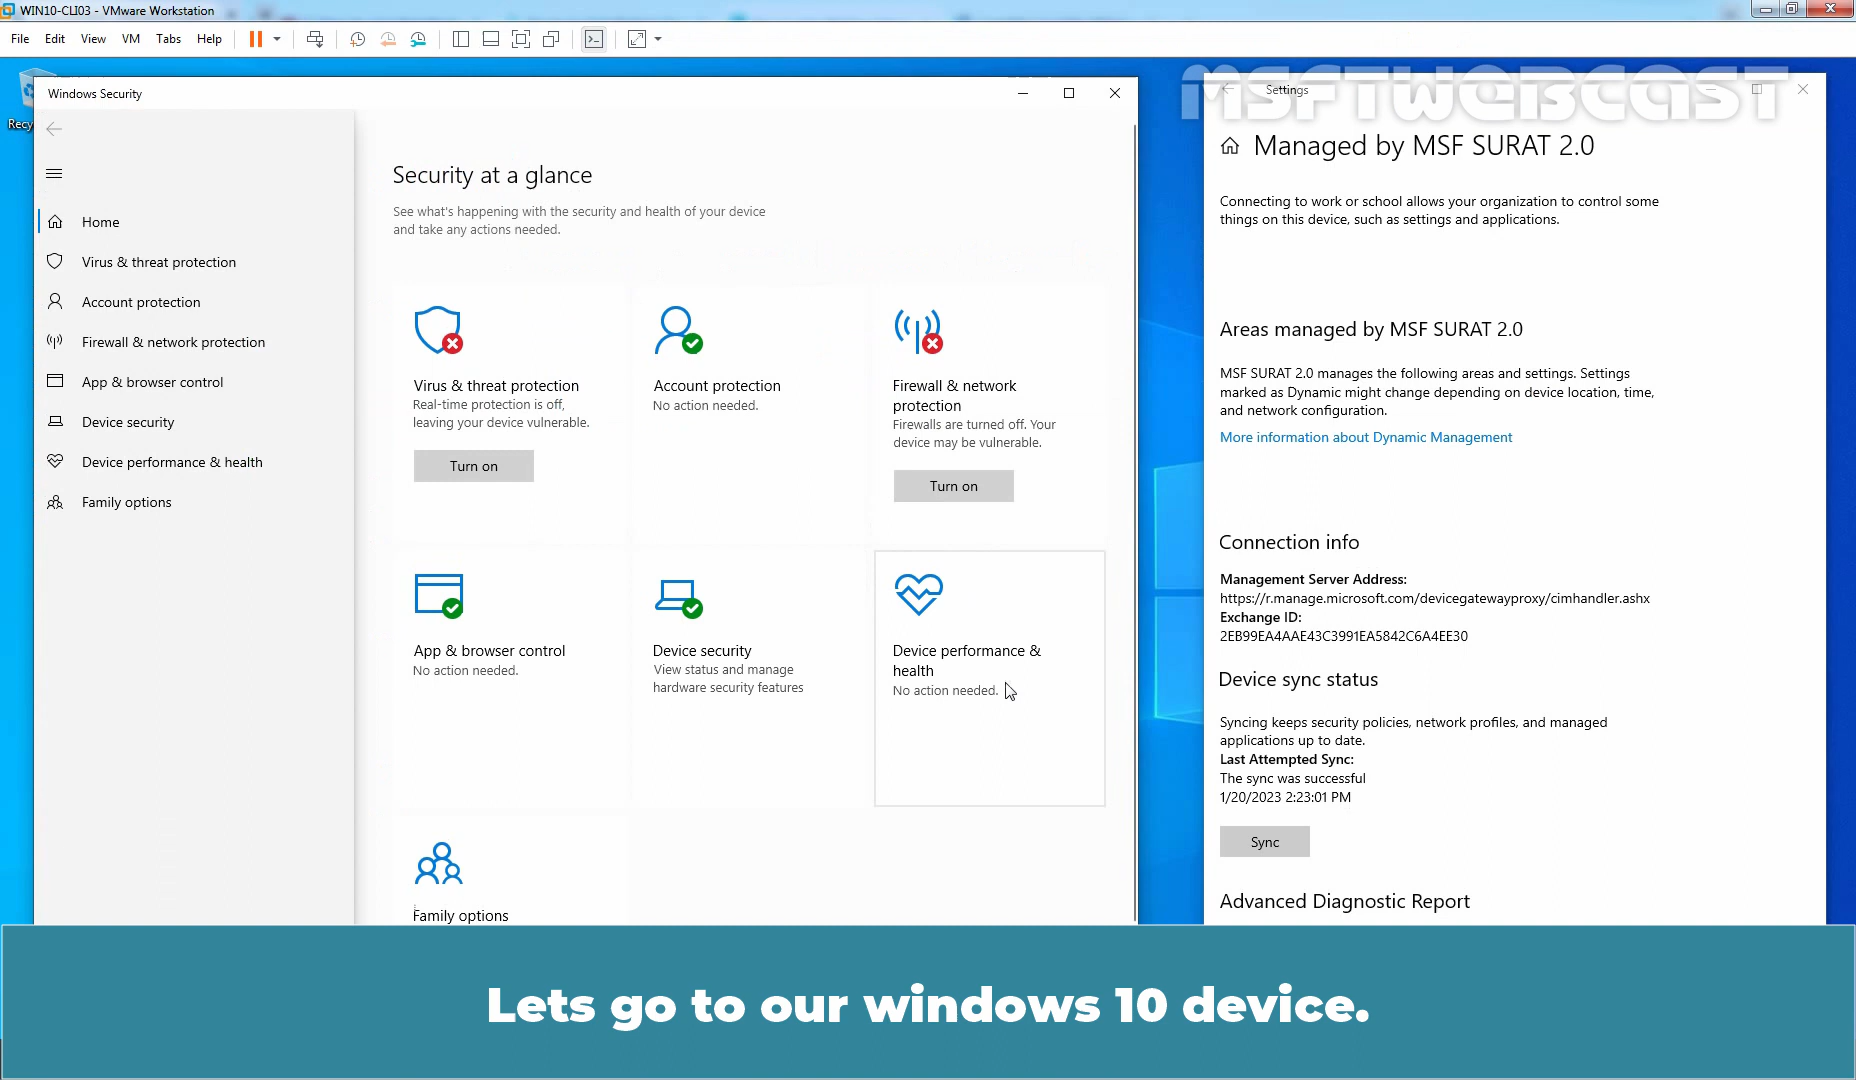 WIN10-CLI03 - VMware Workstation
File Edit View VM Tabs Help
MSFTWEBCAST
Windows Security
Settings
Managed by MSF SURAT 2.0
Security at a glance
See what's happening with the security and health of your device
and take any actions needed.
Connecting to work or school allows your organization to control some
things on this device, such as settings and applications.
Home
Virus & threat protection
Account protection
Firewall & network protection
App & browser control
Device security
Device performance & health
Family options
Virus & threat protection
Real-time protection is off,
leaving your device vulnerable.
Turn on
Account protection
No action needed.
Firewall & network
protection
Firewalls are turned off. Your
device may be vulnerable.
Turn on
App & browser control
No action needed.
Device security
View status and manage
hardware security features
Device performance &
health
No action needed.
Family options
Areas managed by MSF SURAT 2.0
MSF SURAT 2.0 manages the following areas and settings. Settings
marked as Dynamic might change depending on device location, time,
and network configuration.
More information about Dynamic Management
Connection info
Management Server Address:
https://r.manage.microsoft.com/devicegatewayproxy/cimhandler.ashx
Exchange ID:
2EB99EA4AAE43C3991EA5842C6A4EE30
Device sync status
Syncing keeps security policies, network profiles, and managed
applications up to date.
Last Attempted Sync:
The sync was successful
1/20/2023 2:23:01 PM
Sync
Advanced Diagnostic Report
Lets go to our windows 10 device.